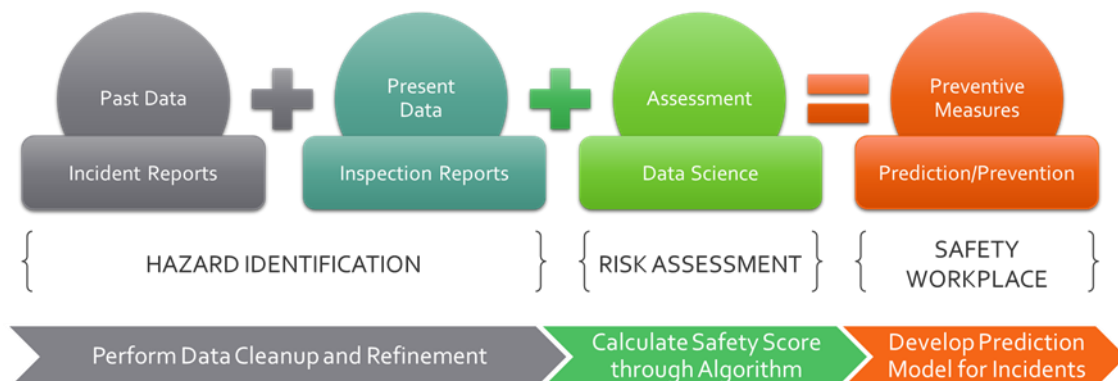 Past Data
Present
Data
Assessment
Preventive
Measures
Incident Reports
Inspection Reports
Data Science
Prediction/Prevention
HAZARD IDENTIFICATION
RISK ASSESSMENT
SAFETY
WORKPLACE
Perform Data Cleanup and Refinement
Calculate Safety Score
through Algorithm
Develop Prediction
Model for Incidents